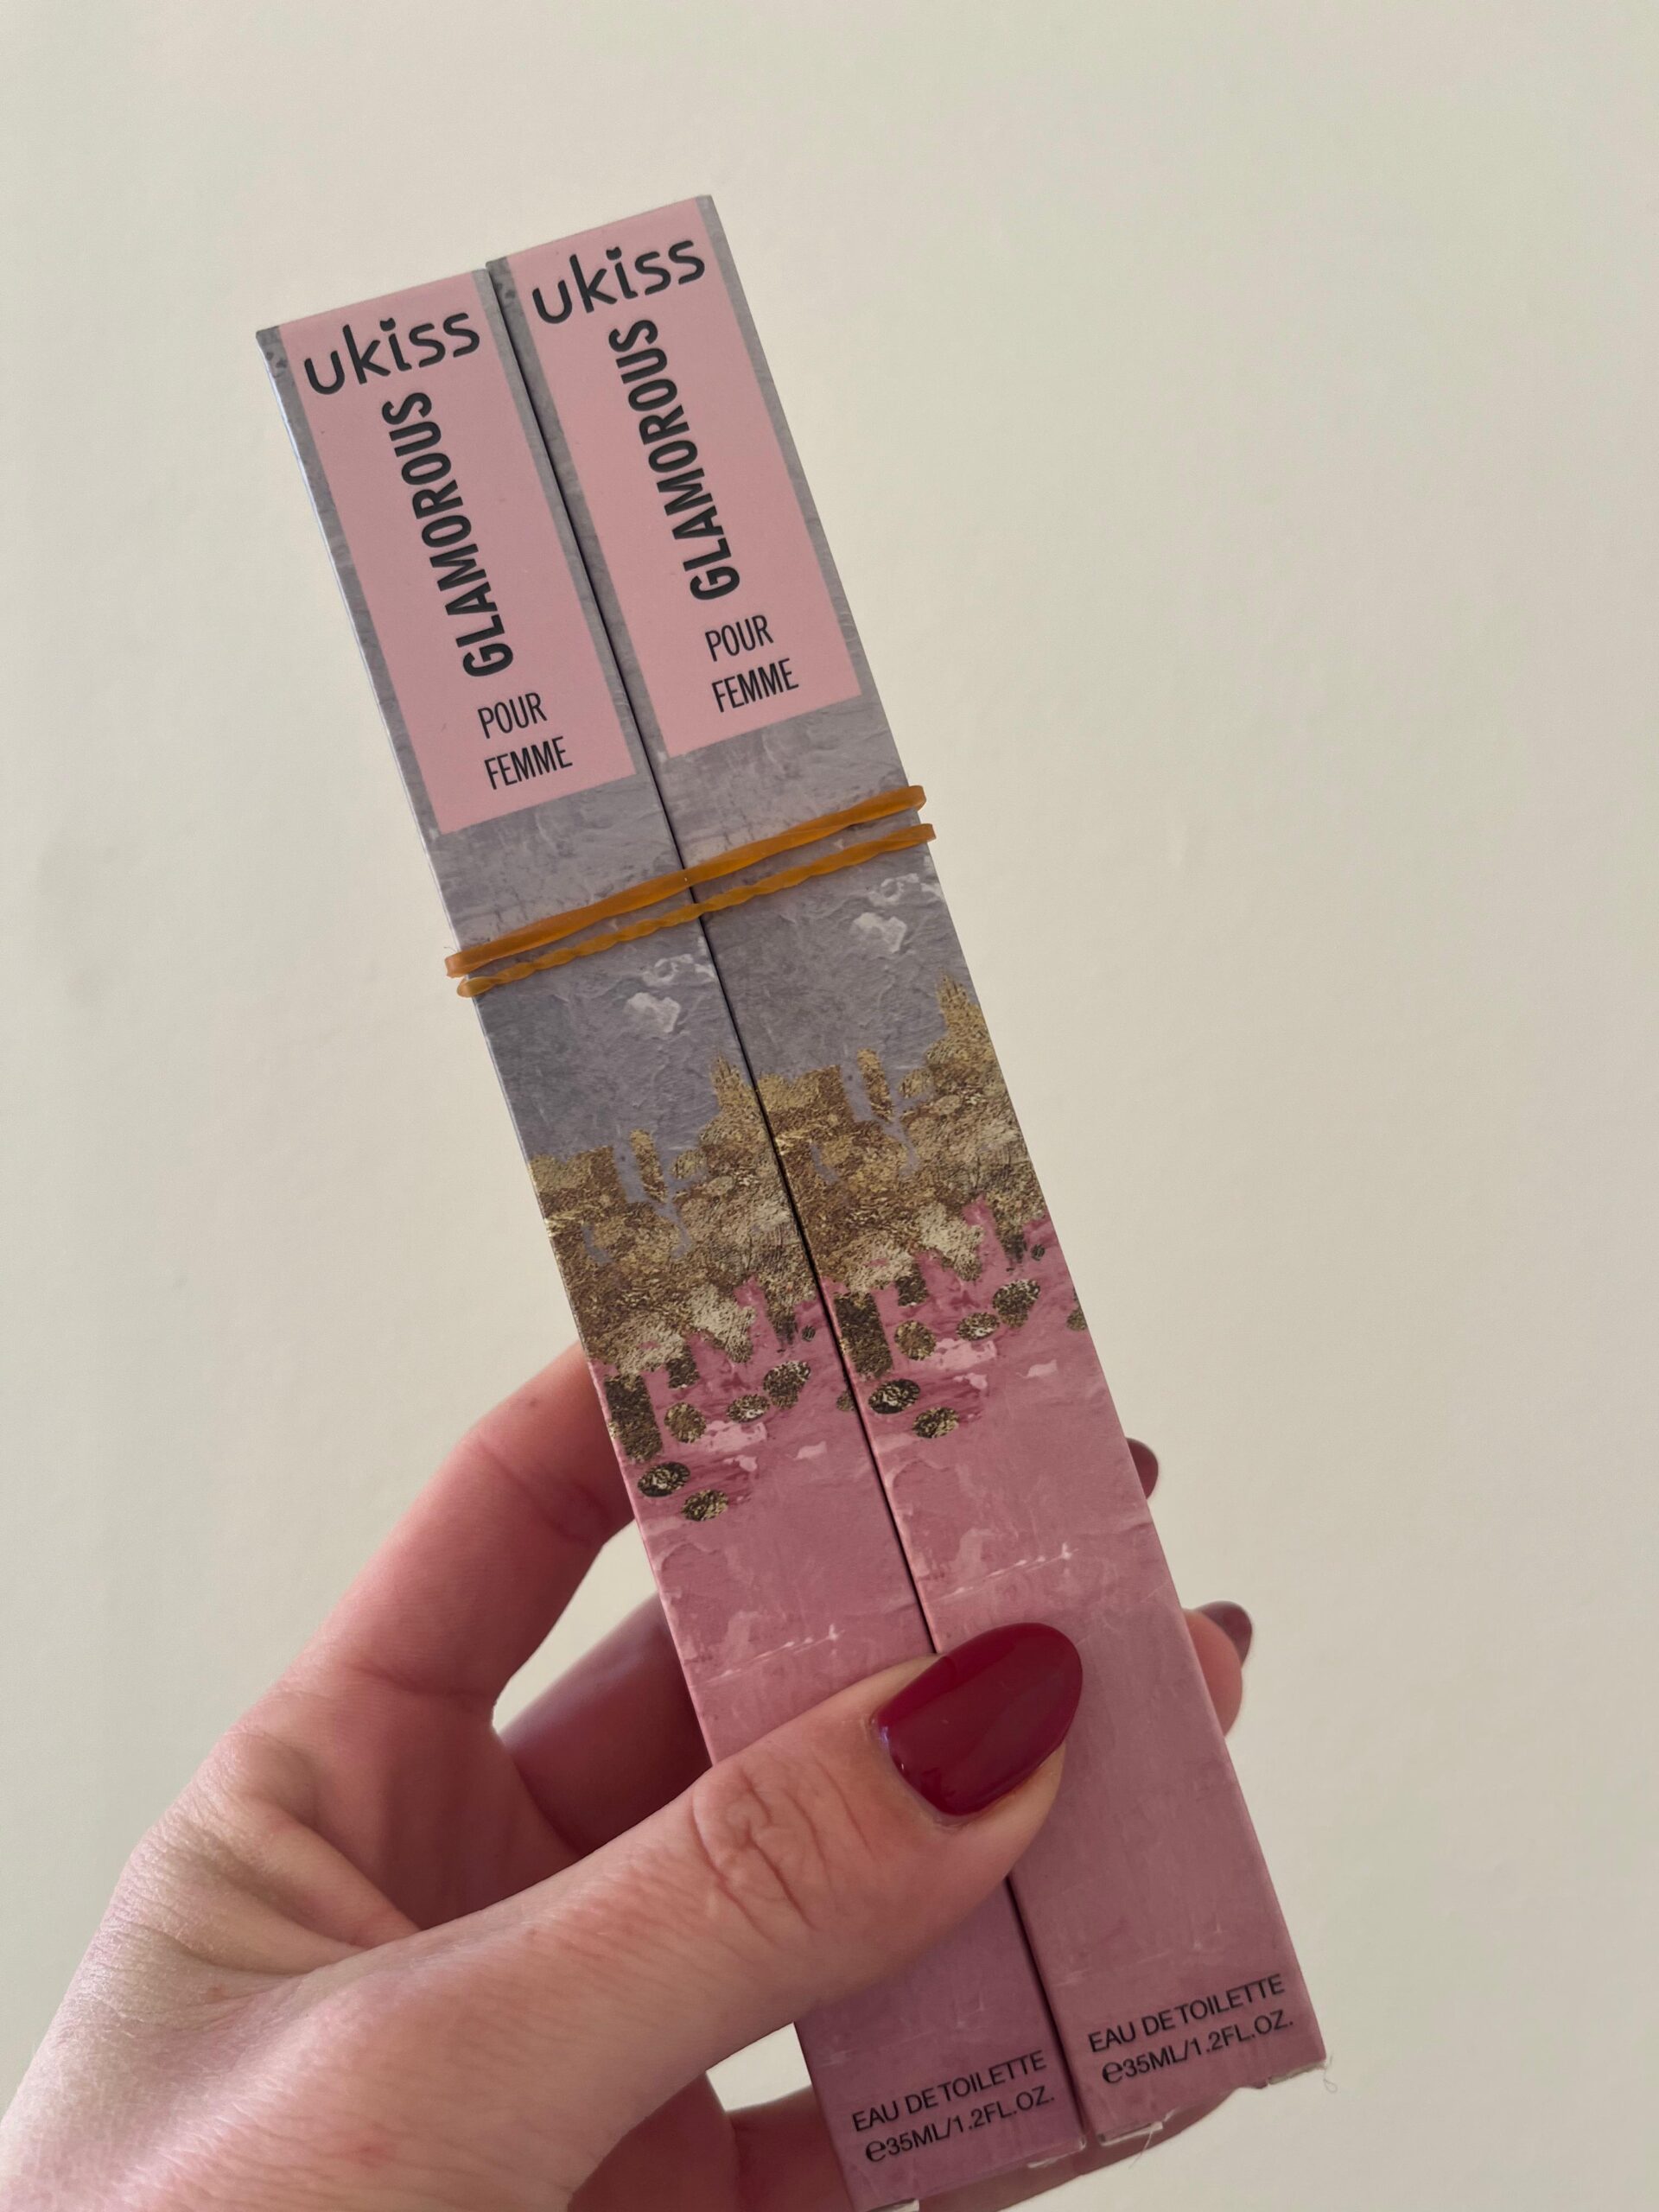 ukiss
GLAMOROUS
POUR
FEMME
EAU DE TOILETTE
℮35ML/1.2FL.OZ.
ukiss
GLAMOROUS
POUR
FEMME
EAU DE TOILETTE
℮35ML/1.2FL.OZ.